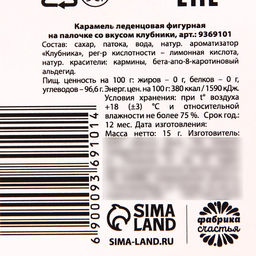 Карамель леденцовая фигурная
на палочке со вкусом клубники, арт.: 9369101
Состав: сахар, патока, вода, натур. ароматизатор
«Клубника», рег-р кислотности – лимонная кислота,
натур. красители: кармины, бета-апо-8-каротиновый
альдегид.
Пищ. ценность на 100 г: жиров – 0 г, белков – 0 г,
углеводов – 96,6 г. Энерг.цен. на 100 г: 380 ккал / 1590 кДж.
Условия хранения: при t° воздуха
+18 (±3) °С и относительной
влажности не более 75 %. Срок год.:
12 мес. Масса нетто: 15 г.
6900093691014
SIMA
LAND
SIMA-LAND.RU
фабрика
счастья